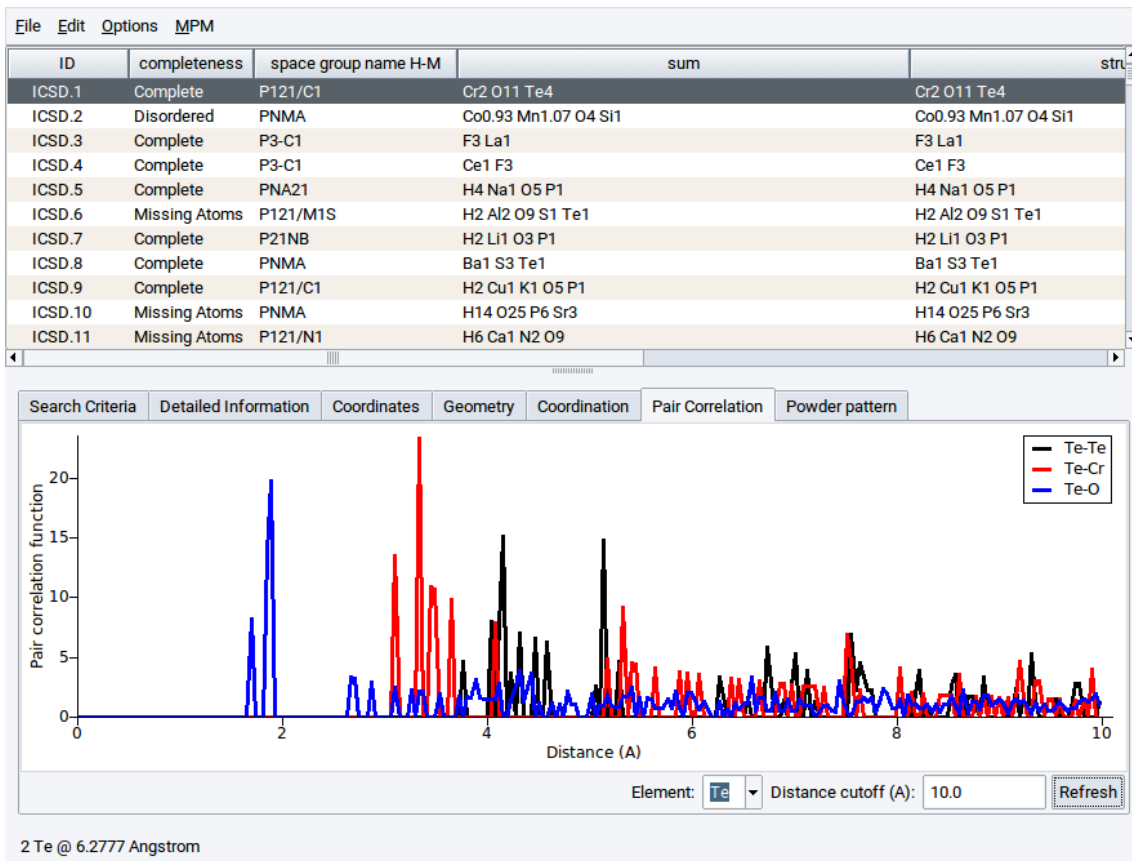 File Edit Options MPM
ID completeness space group name H-M sum stru
ICSD.1 Complete P121/C1 Cr2 O11 Te4 Cr2 O11 Te4
ICSD.2 Disordered PNMA Co0.93 Mn1.07 O4 Si1 Co0.93 Mn1.07 O4 Si1
ICSD.3 Complete P3-C1 F3 La1 F3 La1
ICSD.4 Complete P3-C1 Ce1 F3 Ce1 F3
ICSD.5 Complete PNA21 H4 Na1 O5 P1 H4 Na1 O5 P1
ICSD.6 Missing Atoms P121/M1S H2 Al2 O9 S1 Te1 H2 Al2 O9 S1 Te1
ICSD.7 Complete P21NB H2 Li1 O3 P1 H2 Li1 O3 P1
ICSD.8 Complete PNMA Ba1 S3 Te1 Ba1 S3 Te1
ICSD.9 Complete P121/C1 H2 Cu1 K1 O5 P1 H2 Cu1 K1 O5 P1
ICSD.10 Missing Atoms PNMA H14 O25 P6 Sr3 H14 O25 P6 Sr3
ICSD.11 Missing Atoms P121/N1 H6 Ca1 N2 O9 H6 Ca1 N2 O9
Search Criteria Detailed Information Coordinates Geometry Coordination Pair Correlation Powder pattern
Te-Te
Te-Cr
Te-O
Pair correlation function
20
15
10
5
0
0 2 4 6 8 10
Distance (A)
Element: Te Distance cutoff (A): 10.0 Refresh
2 Te @ 6.2777 Angstrom